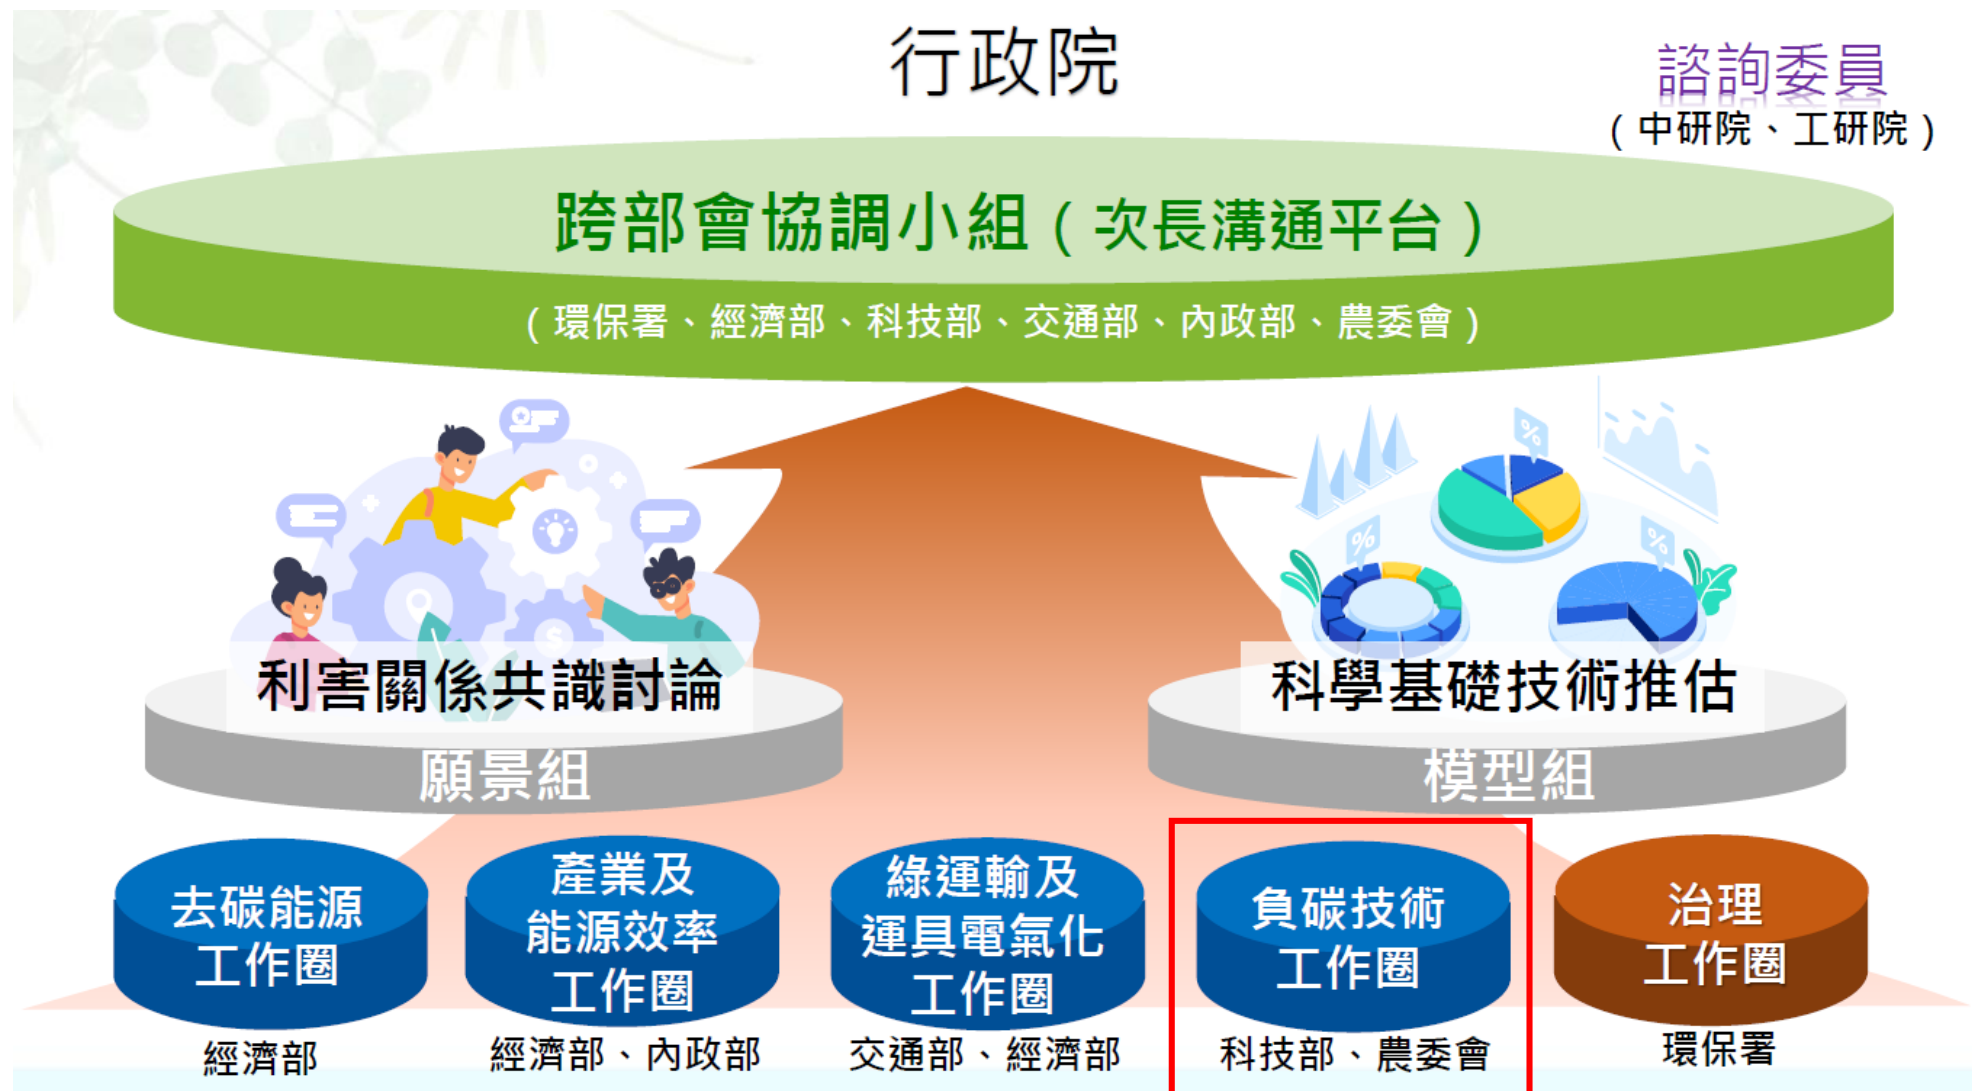 行政院
諮詢委員
（中研院、工研院）
跨部會協調小組（次長溝通平台）
（環保署、經濟部、科技部、交通部、內政部、農委會）
%
%
%
$
利害關係共識討論
願景組
科學基礎技術推估
模型組
去碳能源
工作圈
經濟部
產業及
能源效率
工作圈
經濟部、內政部
綠運輸及
運具電氣化
工作圈
交通部、經濟部
負碳技術
工作圈
科技部、農委會
治理
工作圈
環保署